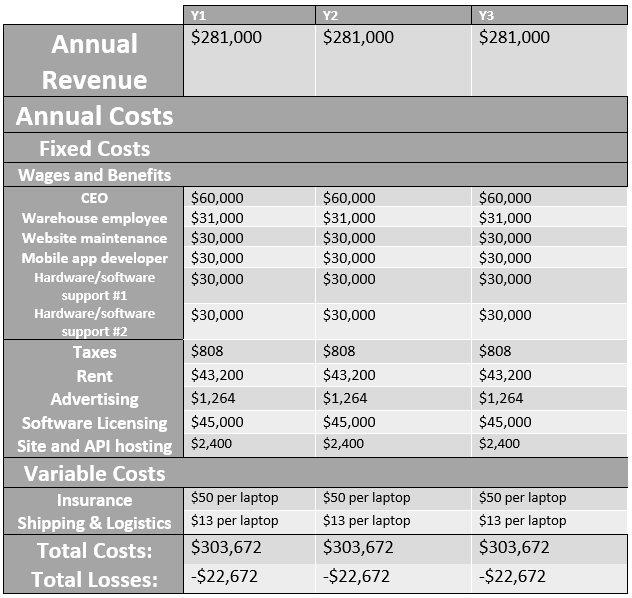 Y1 Y2 Y3
Annual Revenue $281,000 $281,000 $281,000
Annual Costs
Fixed Costs
Wages and Benefits
CEO $60,000 $60,000 $60,000
Warehouse employee $31,000 $31,000 $31,000
Website maintenance $30,000 $30,000 $30,000
Mobile app developer $30,000 $30,000 $30,000
Hardware/software support #1 $30,000 $30,000 $30,000
Hardware/software support #2 $30,000 $30,000 $30,000
Taxes $808 $808 $808
Rent $43,200 $43,200 $43,200
Advertising $1,264 $1,264 $1,264
Software Licensing $45,000 $45,000 $45,000
Site and API hosting $2,400 $2,400 $2,400
Variable Costs
Insurance $50 per laptop $50 per laptop $50 per laptop
Shipping & Logistics $13 per laptop $13 per laptop $13 per laptop
Total Costs: $303,672 $303,672 $303,672
Total Losses: -$22,672 -$22,672 -$22,672